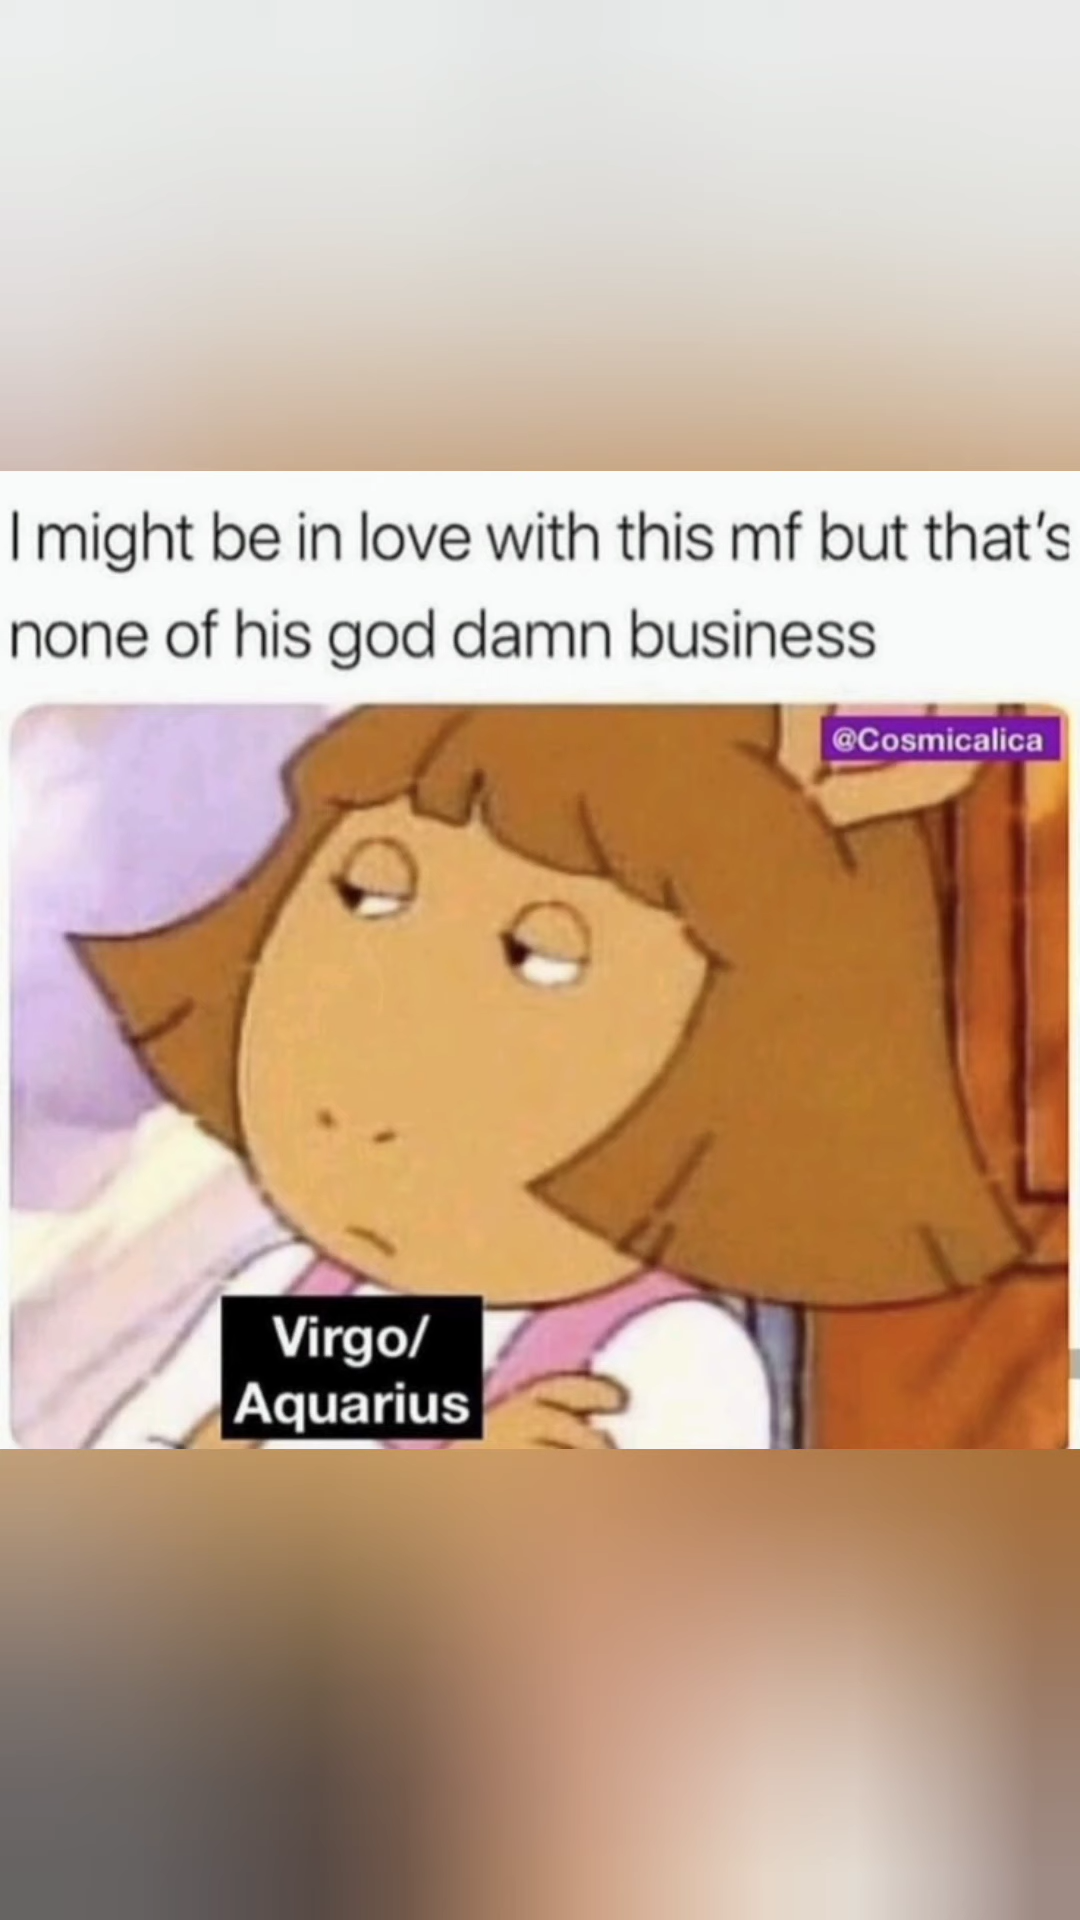 I might be in love with this mf but that's
none of his god damn business
@Cosmicalica
Virgo/
Aquarius